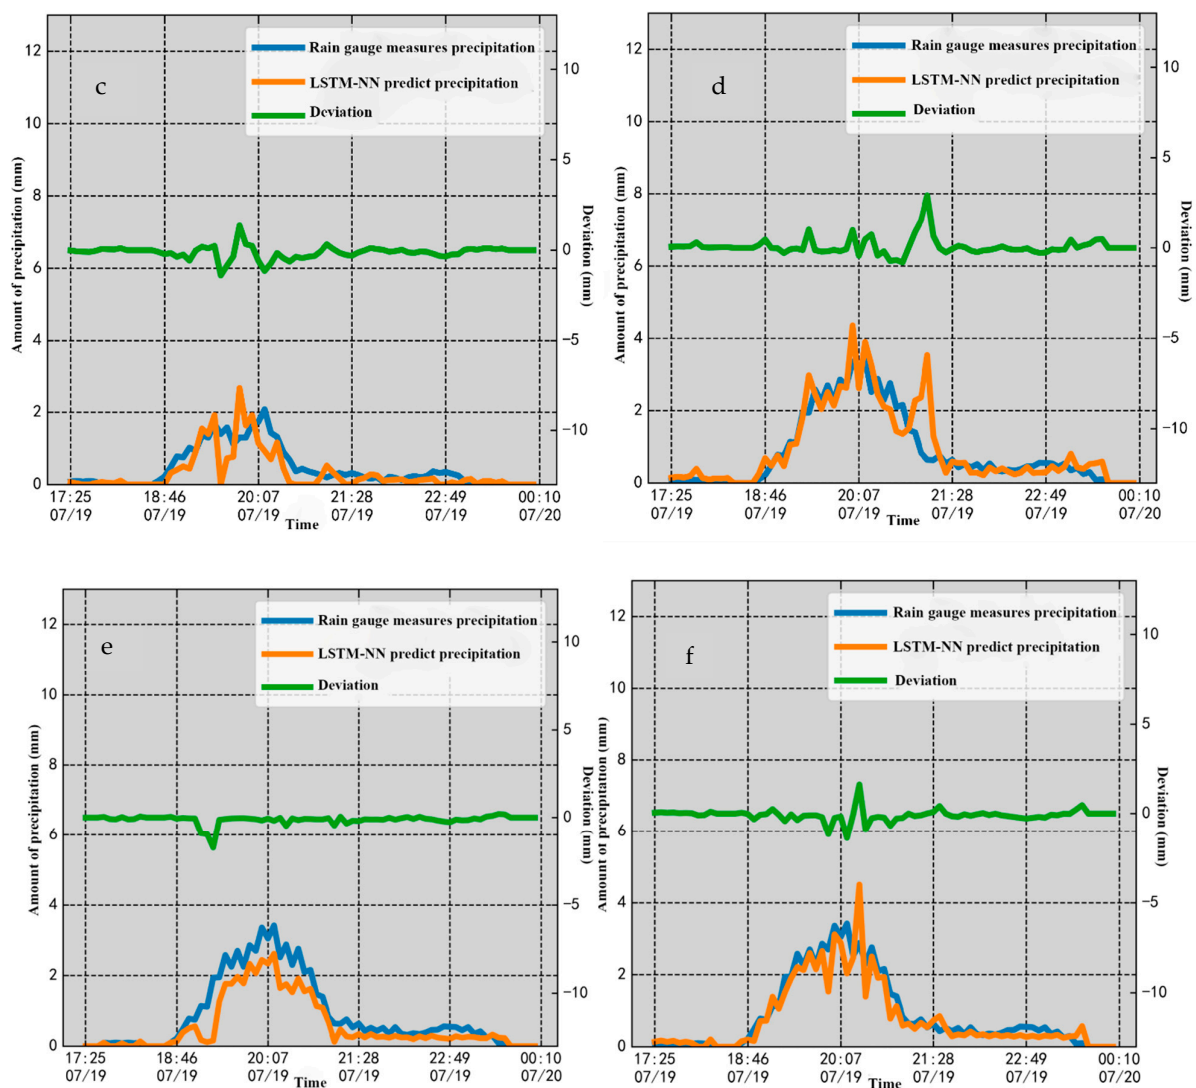 c
Rain gauge measures precipitation
LSTM-NN predict precipitation
Deviation
12
10
8
6
4
2
0
Amount of precipitation (mm)
10
5
0
−5
−10
Deviation (mm)
17:25 18:46 20:07 21:28 22:49 00:10
07/19 07/19 07/19 07/19 07/19 07/20
Time
d
Rain gauge measures precipitation
LSTM-NN predict precipitation
Deviation
12
10
8
6
4
2
0
Amount of precipitation (mm)
10
5
0
−5
−10
Deviation (mm)
17:25 18:46 20:07 21:28 22:49 00:10
07/19 07/19 07/19 07/19 07/19 07/20
Time
e
Rain gauge measures precipitation
LSTM-NN predict precipitation
Deviation
12
10
8
6
4
2
0
Amount of precipitation (mm)
10
5
0
−5
−10
Deviation (mm)
17:25 18:46 20:07 21:28 22:49 00:10
07/19 07/19 07/19 07/19 07/19 07/20
Time
f
Rain gauge measures precipitation
LSTM-NN predict precipitation
Deviation
12
10
8
6
4
2
0
Amount of precipitation (mm)
10
5
0
−5
−10
Deviation (mm)
17:25 18:46 20:07 21:28 22:49 00:10
07/19 07/19 07/19 07/19 07/19 07/20
Time